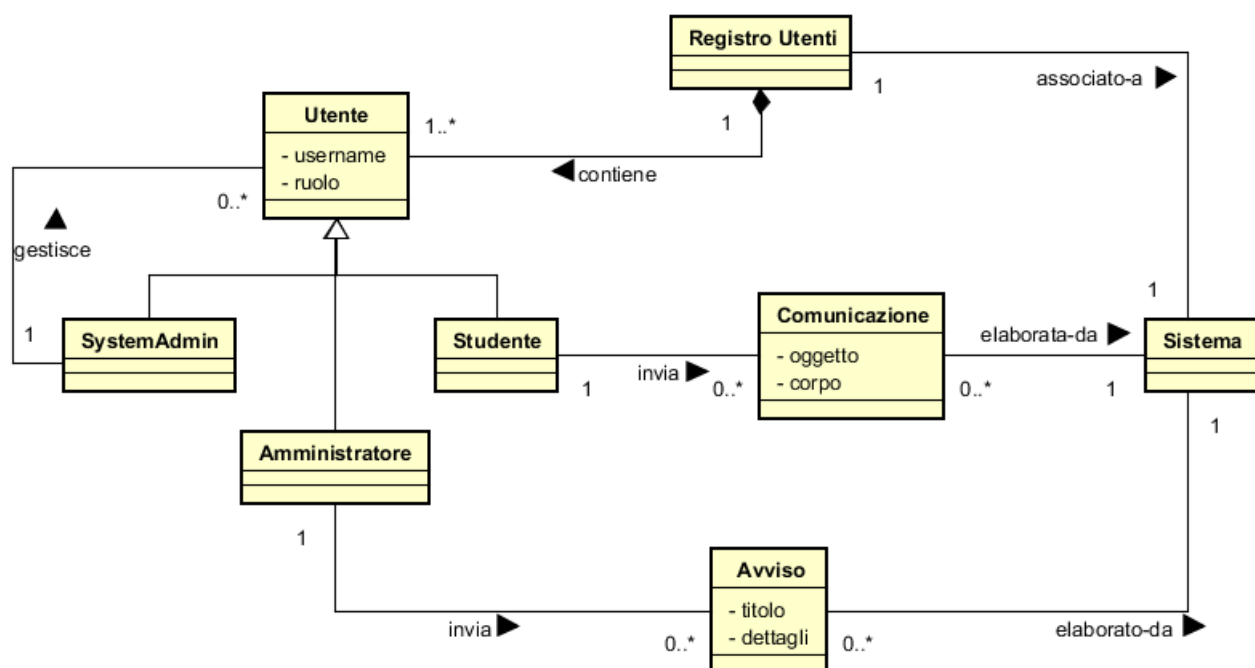 Registro Utenti
associato-a
1
1
Utente
- username
- ruolo
1..*
contiene
0..*
gestisce
1
1
SystemAdmin
Studente
invia
1
0..*
Comunicazione
- oggetto
- corpo
elaborata-da
0..*
1
Sistema
1
Amministratore
1
invia
0..*
Avviso
- titolo
- dettagli
0..*
elaborato-da